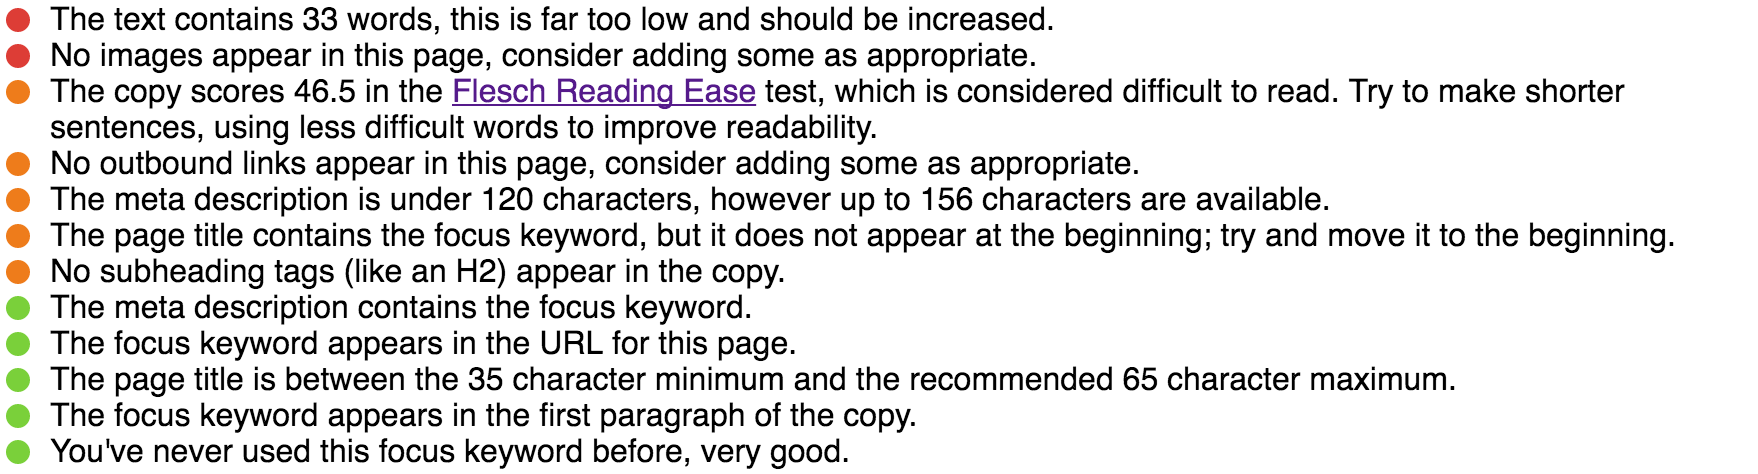 The text contains 33 words, this is far too low and should be increased.
No images appear in this page, consider adding some as appropriate.
The copy scores 46.5 in the Flesch Reading Ease test, which is considered difficult to read. Try to make shorter
sentences, using less difficult words to improve readability.
No outbound links appear in this page, consider adding some as appropriate.
The meta description is under 120 characters, however up to 156 characters are available.
The page title contains the focus keyword, but it does not appear at the beginning; try and move it to the beginning.
No subheading tags (like an H2) appear in the copy.
The meta description contains the focus keyword.
The focus keyword appears in the URL for this page.
The page title is between the 35 character minimum and the recommended 65 character maximum.
The focus keyword appears in the first paragraph of the copy.
You've never used this focus keyword before, very good.